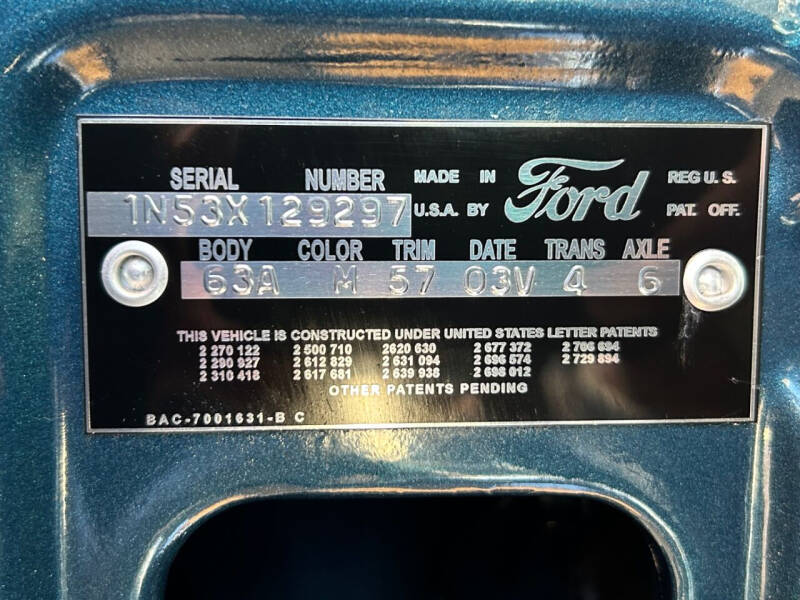 SERIAL NUMBER MADE IN Ford REG U. S.
1N53X129297 U.S.A. BY PAT. OFF.
BODY COLOR TRIM DATE TRANS AXLE
63A M 57 03V 4 6
THIS VEHICLE IS CONSTRUCTED UNDER UNITED STATES LETTER PATENTS
2 270 122 2 500 710 2620 630 2 677 372 2 706 694
2 290 927 2 612 829 2 631 094 2 696 574 2 729 894
2 310 418 2 617 681 2 639 938 2 698 012
OTHER PATENTS PENDING
BAC-7001631-B C